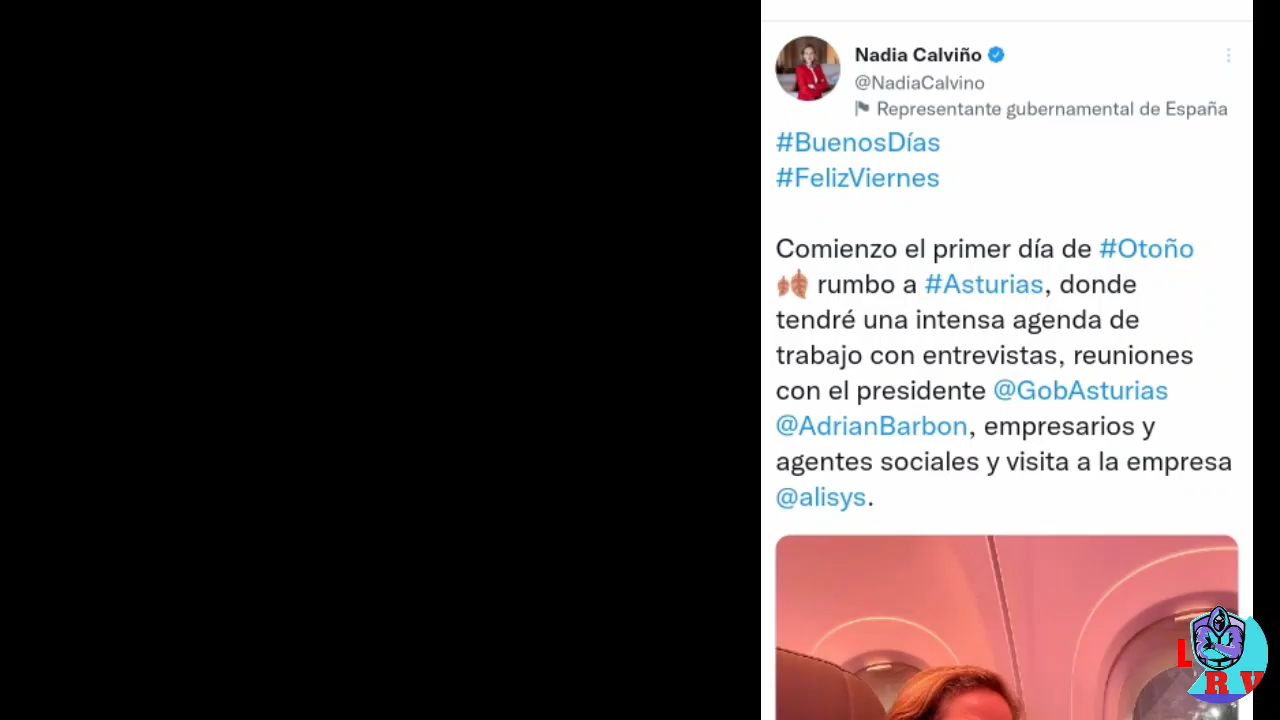 Nadia Calviño
@NadiaCalvino
Representante gubernamental de España
#BuenosDías
#FelizViernes
Comienzo el primer día de #Otoño
🍂 rumbo a #Asturias, donde
tendré una intensa agenda de
trabajo con entrevistas, reuniones
con el presidente @GobAsturias
@AdrianBarbon, empresarios y
agentes sociales y visita a la empresa
@alisys.
L
R V